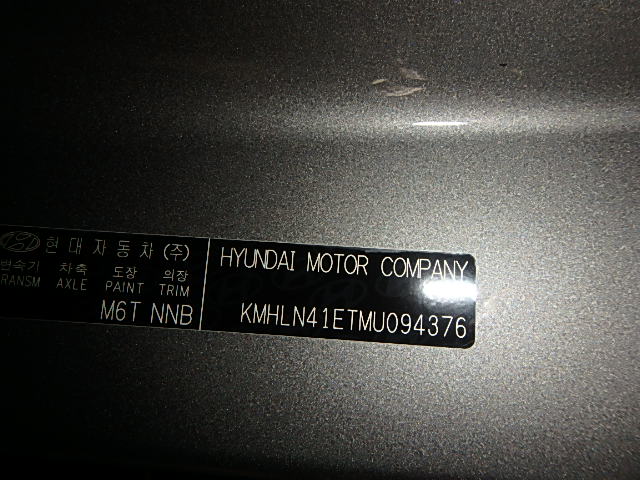 현대자동차 (주)
변속기 차축 도장 의장
TRANSM AXLE PAINT TRIM
M6T NNB
HYUNDAI MOTOR COMPANY
KMHLN41ETMU094376